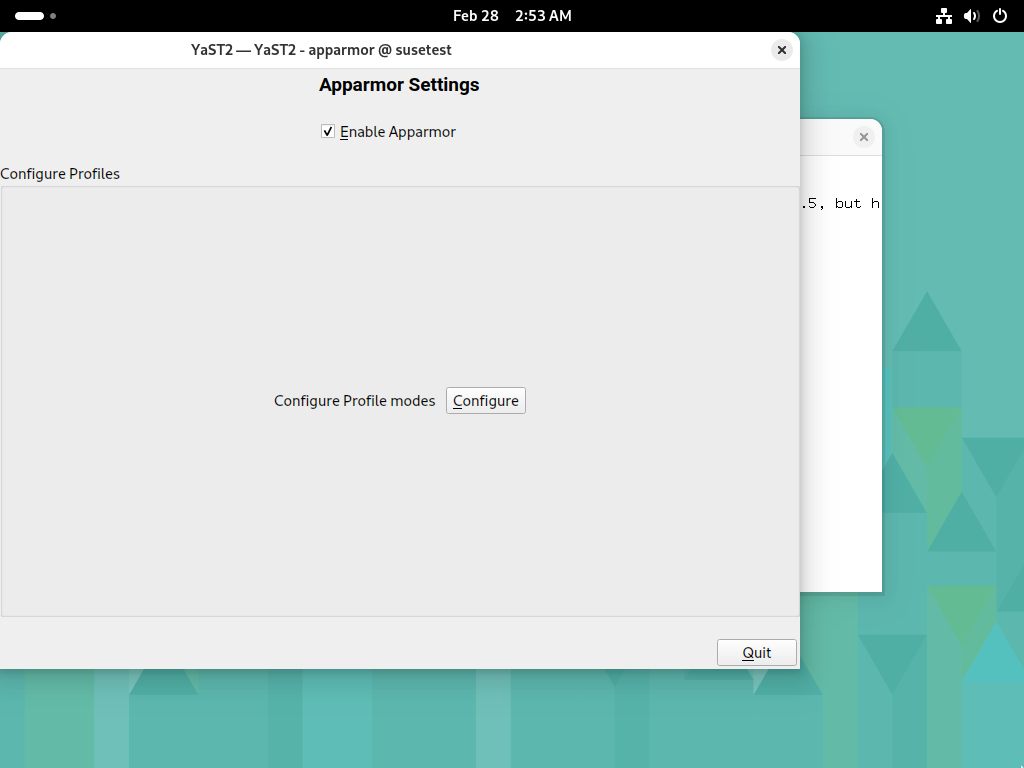 Feb 28 2:53 AM
YaST2 — YaST2 - apparmor @ susetest
Apparmor Settings
Enable Apparmor
Configure Profiles
.5, but h
Configure Profile modes Configure
Quit